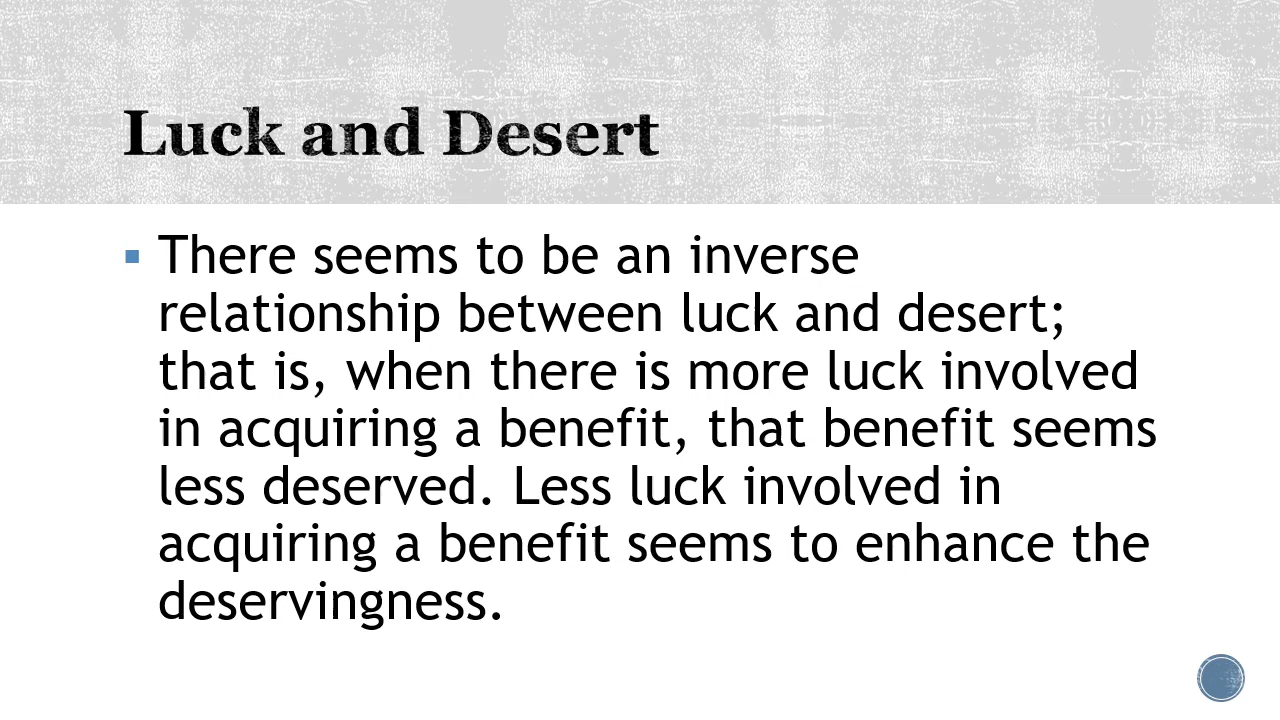 Luck and Desert
▪ There seems to be an inverse
relationship between luck and desert;
that is, when there is more luck involved
in acquiring a benefit, that benefit seems
less deserved. Less luck involved in
acquiring a benefit seems to enhance the
deservingness.